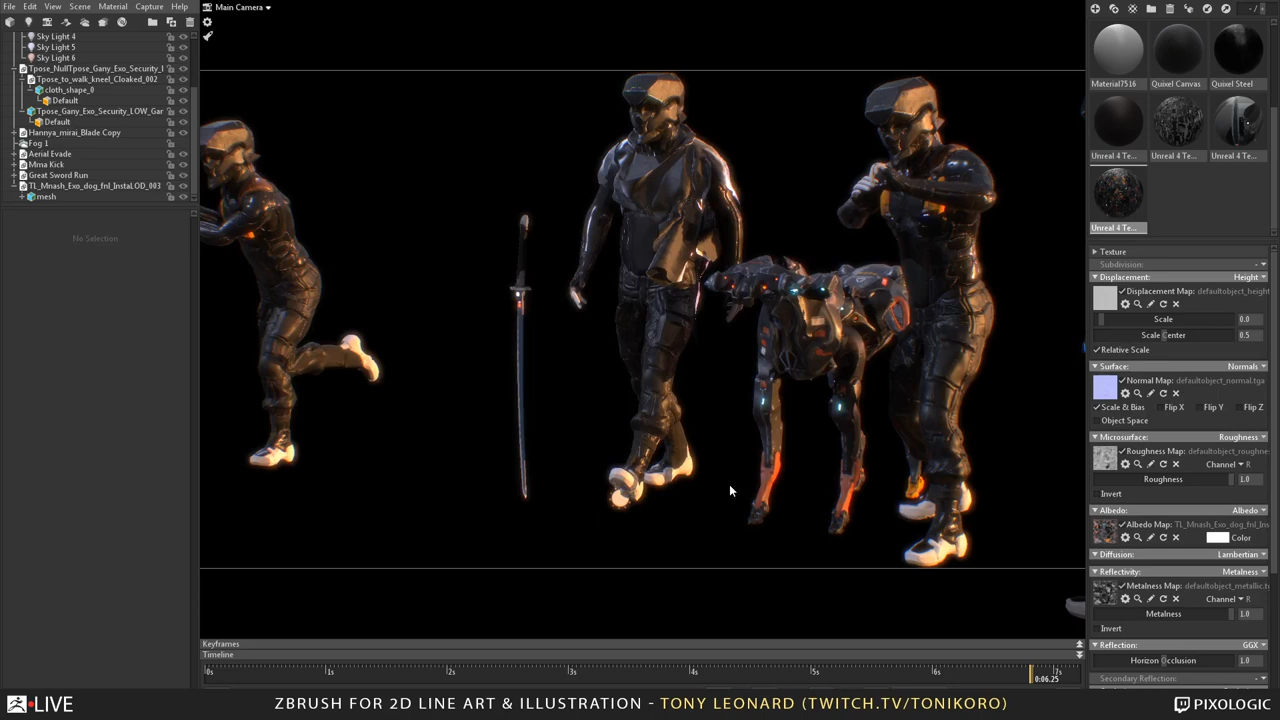 File Edit View Scene Material Capture Help
Main Camera
Sky Light 4
Sky Light 5
Sky Light 6
Tpose_NullTpose_Gany_Exo_Security_
Tpose_to_walk_kneel_Cloaked_002
cloth_shape_0
Default
Tpose_Gany_Exo_Security_LOW_Gar
Default
Hannya_mirai_Blade Copy
Fog 1
Aerial Evade
Mma Kick
Great Sword Run
TL_Mnash_Exo_dog_fnl_InstaLOD_003
mesh
No Selection
Material7516 Quixel Canvas Quixel Steel
Unreal 4 Te... Unreal 4 Te... Unreal 4 Te...
Unreal 4 Te...
Texture
Subdivision: -
Displacement: Height
Displacement Map: defaultobject_height
Scale 0.0
Scale Center 0.5
Relative Scale
Surface: Normals
Normal Map: defaultobject_normal.tga
Scale & Bias Flip X Flip Y Flip Z
Object Space
Microsurface: Roughness
Roughness Map: defaultobject_roughne
Channel R
Roughness 1.0
Invert
Albedo: Albedo
Albedo Map: TL_Mnash_Exo_dog_fnl_Ins
Color
Diffusion: Lambertian
Reflectivity: Metalness
Metalness Map: defaultobject_metallic.t
Channel R
Metalness 1.0
Invert
Reflection: GGX
Horizon Occlusion 1.0
Secondary Reflection: -
Keyframes
Timeline
0s 1s 2s 3s 4s 5s 6s 7s
0:06.25
LIVE ZBRUSH FOR 2D LINE ART & ILLUSTRATION - TONY LEONARD (TWITCH.TV/TONIKORO) PIXOLOGIC